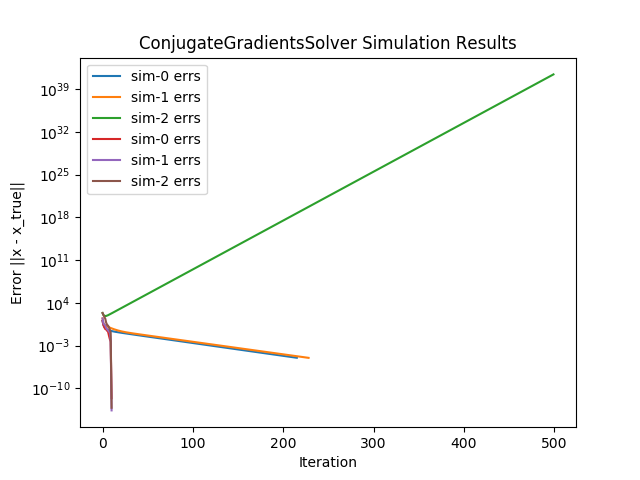 ConjugateGradientsSolver Simulation Results
sim-0 errs
sim-1 errs
sim-2 errs
sim-0 errs
sim-1 errs
sim-2 errs
10^39
10^32
10^25
10^18
10^11
10^4
10^−3
10^−10
Error ||x - x_true||
0 100 200 300 400 500
Iteration